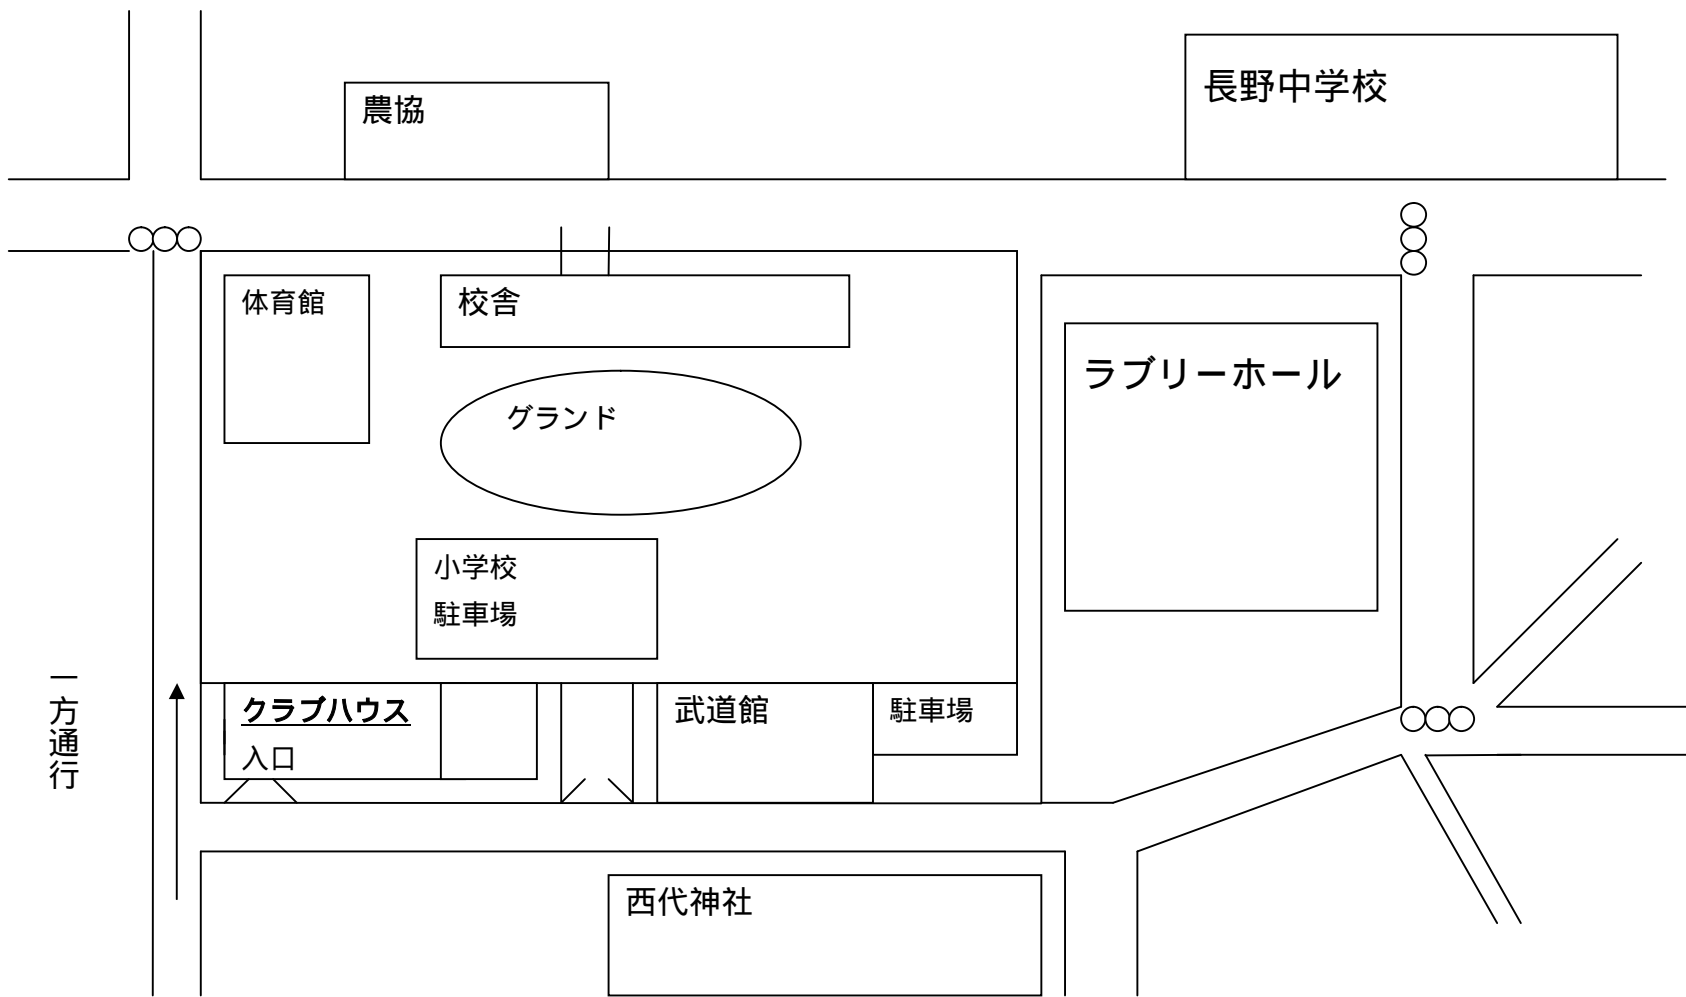 長野中学校
農協
体育館
校舎
ラブリーホール
グランド
小学校
駐車場
一方通行
クラブハウス
入口
武道館
駐車場
西代神社